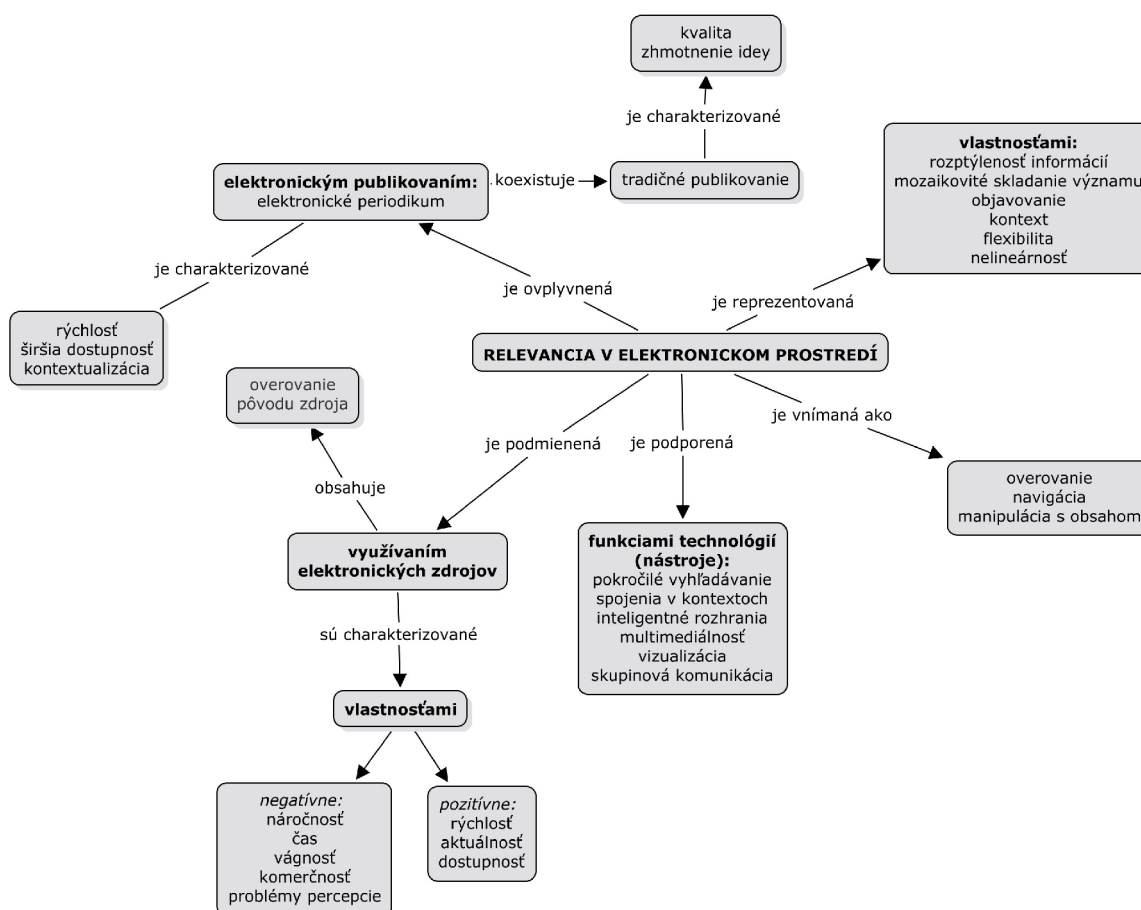 kvalita
zhmotnenie idey
je charakterizované
vlastnosťami:
rozptýlenosť informácií
mozaikovité skladanie významu
objavovanie
kontext
flexibilita
nelineárnosť
elektronickým publikovaním:
elektronické periodikum
koexistuje
tradičné publikovanie
je charakterizované
je ovplyvnená
je reprezentovaná
rýchlosť
širšia dostupnosť
kontextualizácia
RELEVANCIA V ELEKTRONICKOM PROSTREDÍ
overovanie
pôvodu zdroja
je podmienená
je podporená
je vnímaná ako
obsahuje
overovanie
navigácia
manipulácia s obsahom
využívaním
elektronických zdrojov
funkciami technológií
(nástroje):
pokročilé vyhľadávanie
spojenia v kontextoch
inteligentné rozhrania
multimediálnosť
vizualizácia
skupinová komunikácia
sú charakterizované
vlastnosťami
negatívne:
náročnosť
čas
vágnosť
komerčnosť
problémy percepcie
pozitívne:
rýchlosť
aktuálnosť
dostupnosť